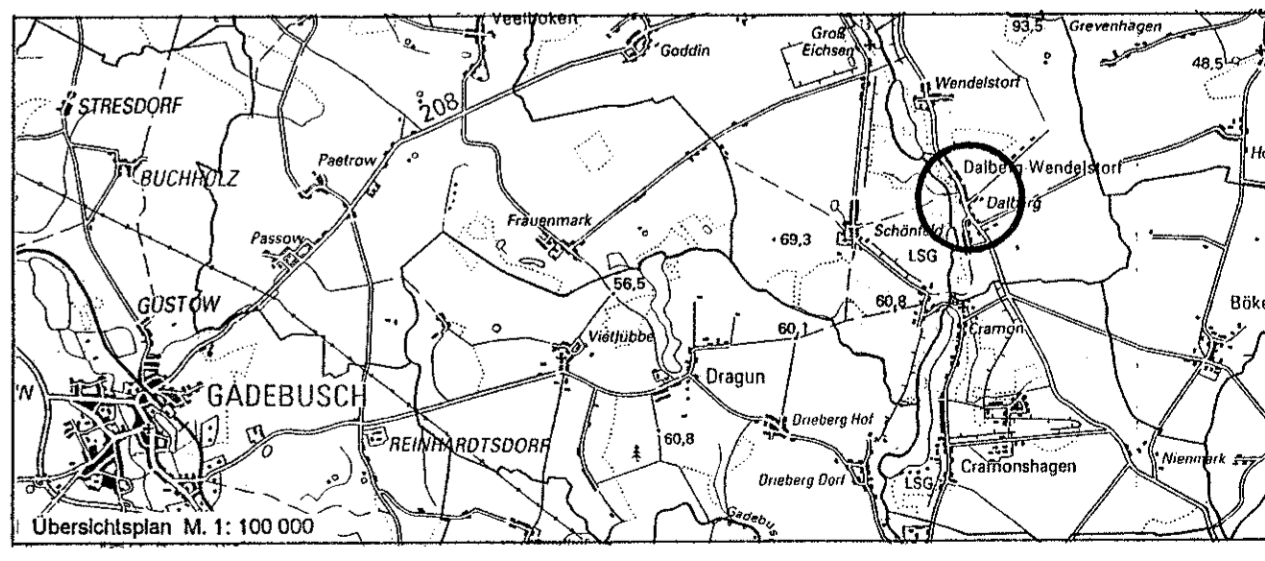 Veelböken
Groß
Eichsen
93,5
Grevenhagen
Goddin
48,5
Wendelstorf
STRESDORF
208
Paetrow
BUCHHOLZ
Dalberg-Wendelstorf
Dalberg
Frauenmark
Schönfeld
69,3
Passow
LSG
56,5
60,8
GÜSTOW
60,1
Cramon
Vietlübbe
Dragun
GADEBUSCH
Drieberg Hof
REINHARDTSDORF
60,8
Cramonshagen
Nienmark
Drieberg Dorf
LSG
Gadebus
Übersichtsplan M. 1: 100 000